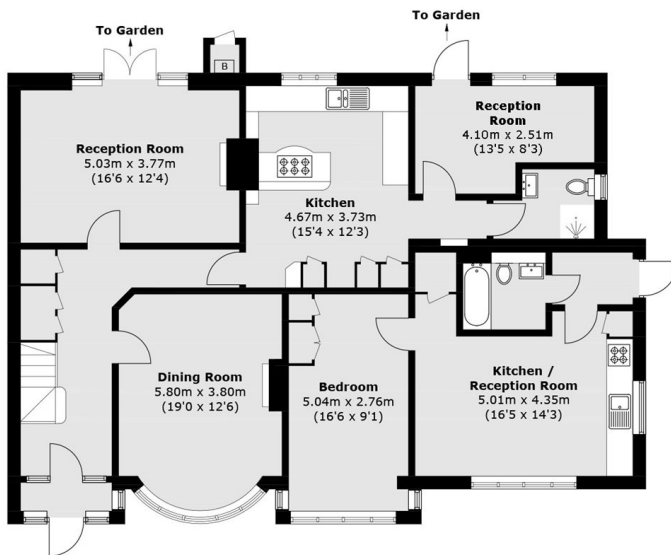 To Garden
To Garden
B
Reception Room
5.03m x 3.77m
(16'6 x 12'4)
Reception
Room
4.10m x 2.51m
(13'5 x 8'3)
Kitchen
4.67m x 3.73m
(15'4 x 12'3)
Dining Room
5.80m x 3.80m
(19'0 x 12'6)
Bedroom
5.04m x 2.76m
(16'6 x 9'1)
Kitchen /
Reception Room
5.01m x 4.35m
(16'5 x 14'3)